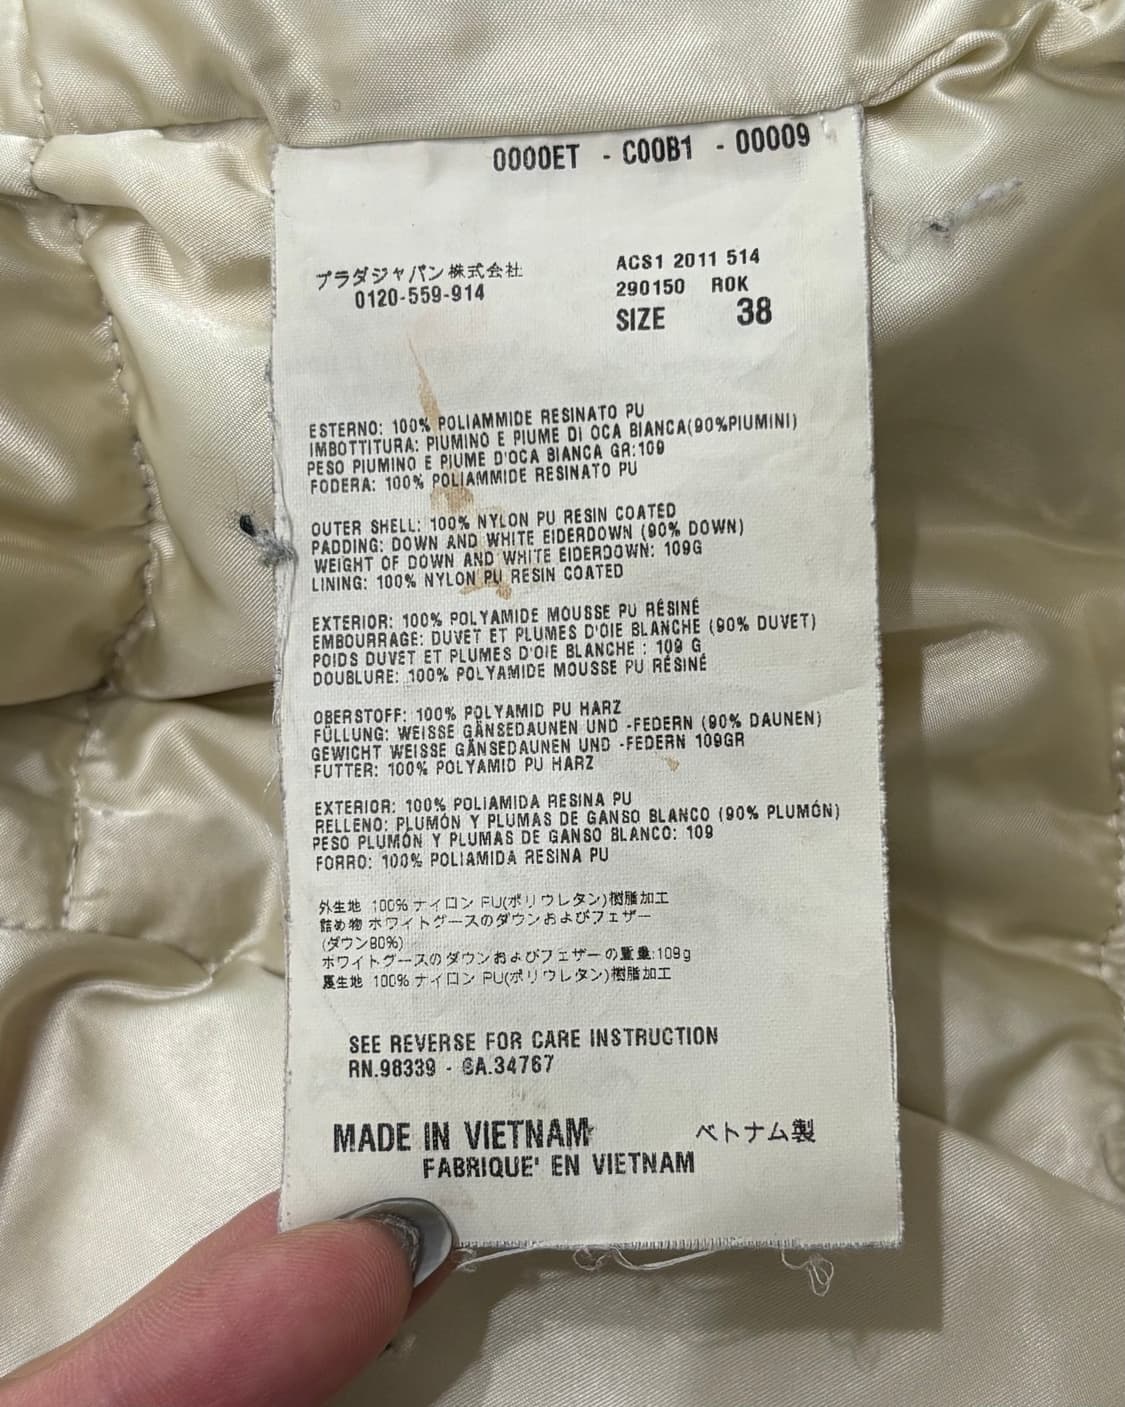 0000ET - C00B1 - 00009
プラダジャパン株式会社
0120-559-914
ACS1 2011 514
290150 ROK
SIZE 38
ESTERNO: 100% POLIAMMIDE RESINATO PU
IMBOTTITURA: PIUMINO E PIUME DI OCA BIANCA(90%PIUMINI)
PESO PIUMINO E PIUME D'OCA BIANCA GR:109
FODERA: 100% POLIAMMIDE RESINATO PU
OUTER SHELL: 100% NYLON PU RESIN COATED
PADDING: DOWN AND WHITE EIDERDOWN (90% DOWN)
WEIGHT OF DOWN AND WHITE EIDERDOWN: 109G
LINING: 100% NYLON PU RESIN COATED
EXTERIOR: 100% POLYAMIDE MOUSSE PU RÉSINÉ
EMBOURRAGE: DUVET ET PLUMES D'OIE BLANCHE (90% DUVET)
POIDS DUVET ET PLUMES D'OIE BLANCHE : 109 G
DOUBLURE: 100% POLYAMIDE MOUSSE PU RÉSINÉ
OBERSTOFF: 100% POLYAMID PU HARZ
FÜLLUNG: WEISSE GÄNSEDAUNEN UND -FEDERN (90% DAUNEN)
GEWICHT WEISSE GÄNSEDAUNEN UND -FEDERN 109GR
FUTTER: 100% POLYAMID PU HARZ
EXTERIOR: 100% POLIAMIDA RESINA PU
RELLENO: PLUMÓN Y PLUMAS DE GANSO BLANCO (90% PLUMÓN)
PESO PLUMÓN Y PLUMAS DE GANSO BLANCO: 109
FORRO: 100% POLIAMIDA RESINA PU
外生地 100% ナイロン PU(ポリウレタン)樹脂加工
詰め物 ホワイトグースのダウンおよびフェザー
(ダウン90%)
ホワイトグースのダウンおよびフェザーの重量:109g
裏生地 100% ナイロン PU(ポリウレタン)樹脂加工
SEE REVERSE FOR CARE INSTRUCTION
RN.98339 - CA.34767
MADE IN VIETNAM ベトナム製
FABRIQUE' EN VIETNAM